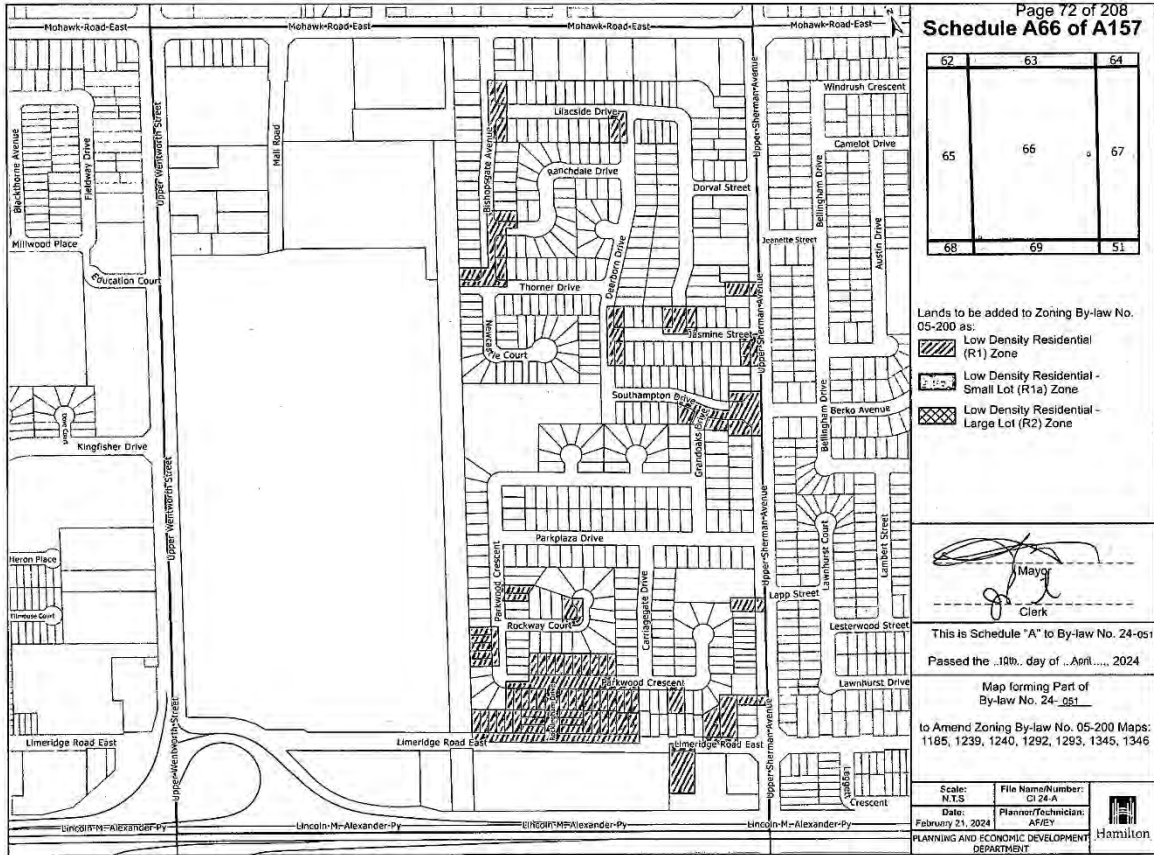 Page 72 of 208
Schedule A66 of A157
62 63 64
65 66 67
68 69 51
Lands to be added to Zoning By-law No.
05-200 as:
Low Density Residential
(R1) Zone
Low Density Residential -
Small Lot (R1a) Zone
Low Density Residential -
Large Lot (R2) Zone
Mayor
Clerk
This is Schedule "A" to By-law No. 24-051
Passed the ..10th.. day of ..April...., 2024
Map forming Part of
By-law No. 24-_051_
to Amend Zoning By-law No. 05-200 Maps:
1185, 1239, 1240, 1292, 1293, 1345, 1346
Scale:
N.T.S
File Name/Number:
CI 24-A
Date:
February 21, 2024
Planner/Technician:
AF/EY
PLANNING AND ECONOMIC DEVELOPMENT
DEPARTMENT
Hamilton
Mohawk Road East
Mohawk Road East
Mohawk Road East
Mohawk Road East
Windrush Crescent
Lilacside Drive
Camelot Drive
Blackthorne Avenue
Fieldway Drive
Upper Wentworth Street
Mall Road
Bishopsgate Avenue
Ranchdale Drive
Upper Sherman Avenue
Bellingham Drive
Dorval Street
Millwood Place
Jeanette Street
Austin Drive
Education Court
Thorner Drive
Deerborn Drive
Upper Sherman Avenue
Newcastle Court
Jasmine Street
Southampton Drive
Berko Avenue
Bellingham Drive
Grandoaks Drive
Kingfisher Drive
Upper Wentworth Street
Parkplaza Drive
Upper Sherman Avenue
Lawnhurst Court
Lambert Street
Heron Place
Parkwood Crescent
Carriagegate Drive
Lapp Street
Rockway Court
Lesterwood Street
Parkwood Crescent
Lawnhurst Drive
Limeridge Road East
Limeridge Road East
Limeridge Road East
Upper Wentworth Street
Upper Sherman Avenue
Leggett
Crescent
Lincoln M. Alexander Py
Lincoln M. Alexander Py
Lincoln M. Alexander Py
Lincoln M. Alexander Py